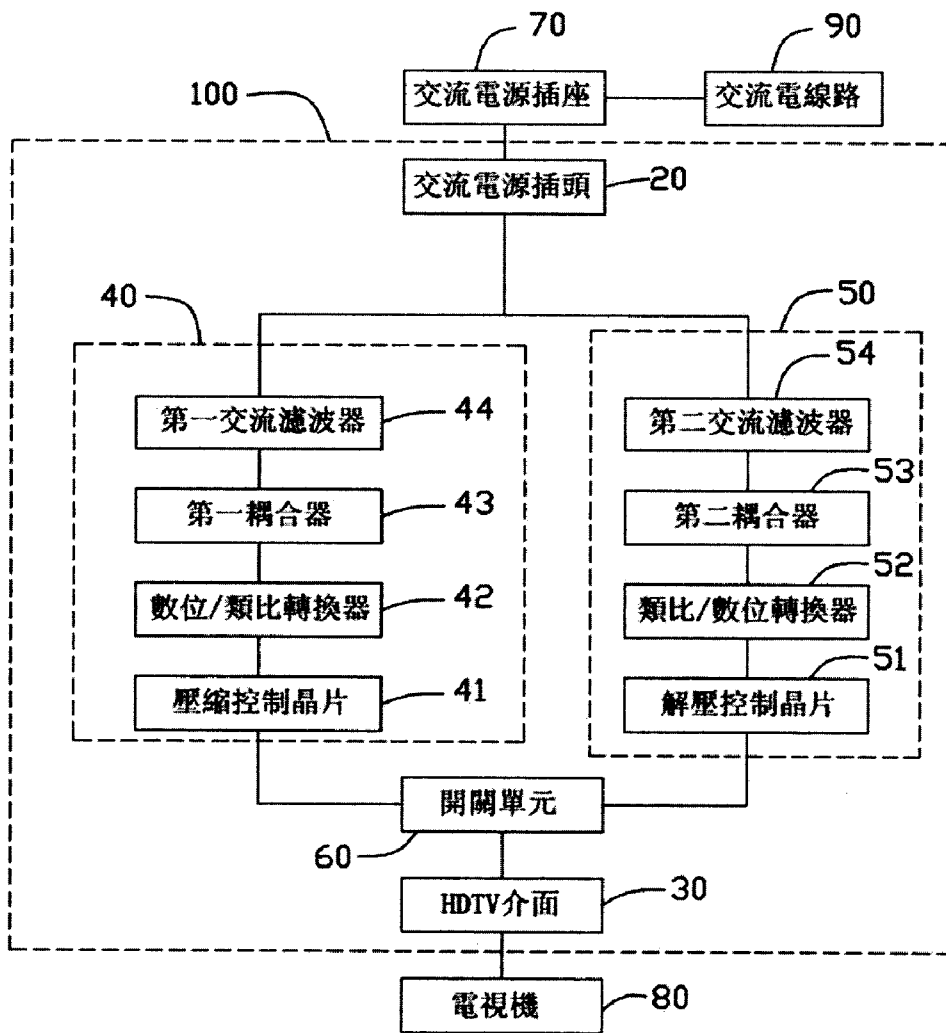 70
90
100
交流電源插座
交流電線路
交流電源插頭
20
40
50
54
第一交流濾波器
44
第二交流濾波器
53
第一耦合器
43
第二耦合器
52
數位/類比轉換器
42
類比/數位轉換器
51
壓縮控制晶片
41
解壓控制晶片
開關單元
60
HDTV介面
30
電視機
80